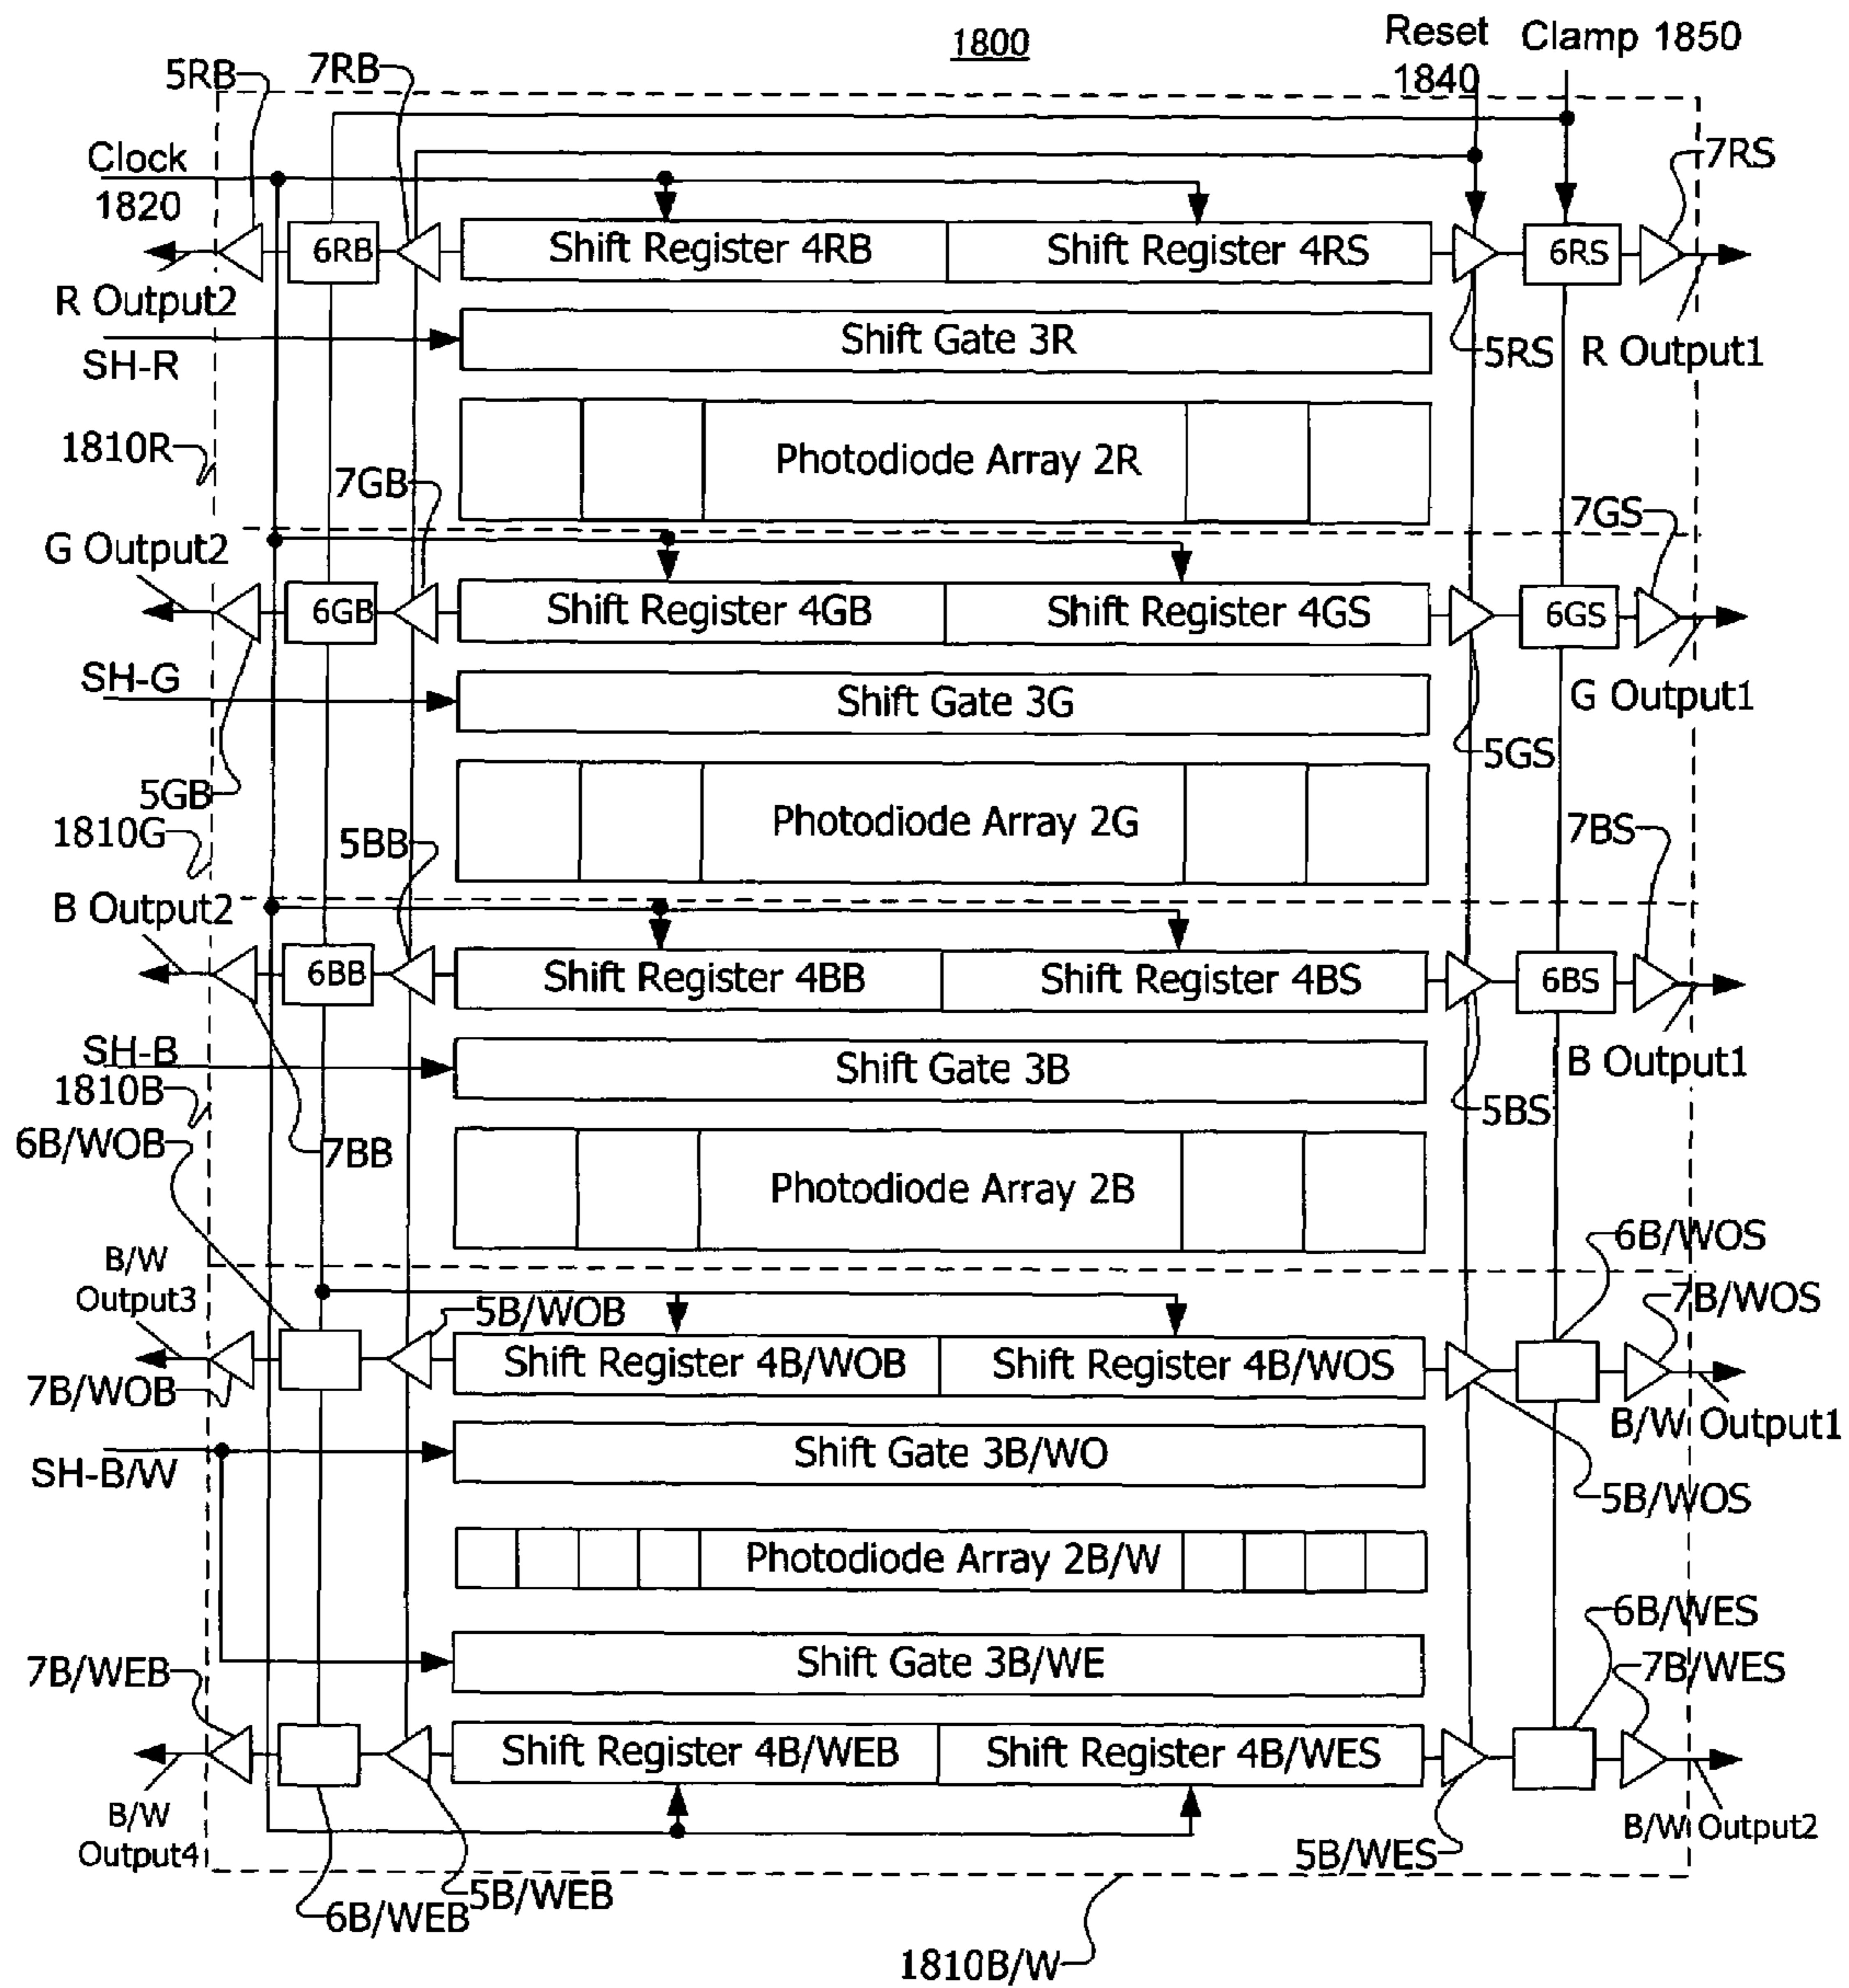 1800
Reset
1840
Clamp 1850
5RB
7RB
Clock
1820
7RS
6RB
Shift Register 4RB
Shift Register 4RS
6RS
R Output2
SH-R
Shift Gate 3R
5RS
R Output1
1810R
Photodiode Array 2R
7GB
7GS
G Output2
6GB
Shift Register 4GB
Shift Register 4GS
6GS
SH-G
Shift Gate 3G
G Output1
5GS
5GB
1810G
Photodiode Array 2G
5BB
7BS
B Output2
6BB
Shift Register 4BB
Shift Register 4BS
6BS
SH-B
Shift Gate 3B
B Output1
1810B
5BS
6B/WOB
7BB
Photodiode Array 2B
6B/WOS
B/W
Output3
5B/WOB
7B/WOS
Shift Register 4B/WOB
Shift Register 4B/WOS
7B/WOB
B/W Output1
SH-B/W
Shift Gate 3B/WO
5B/WOS
Photodiode Array 2B/W
6B/WES
7B/WEB
Shift Gate 3B/WE
7B/WES
Shift Register 4B/WEB
Shift Register 4B/WES
B/W
Output4
B/W Output2
5B/WES
5B/WEB
6B/WEB
1810B/W